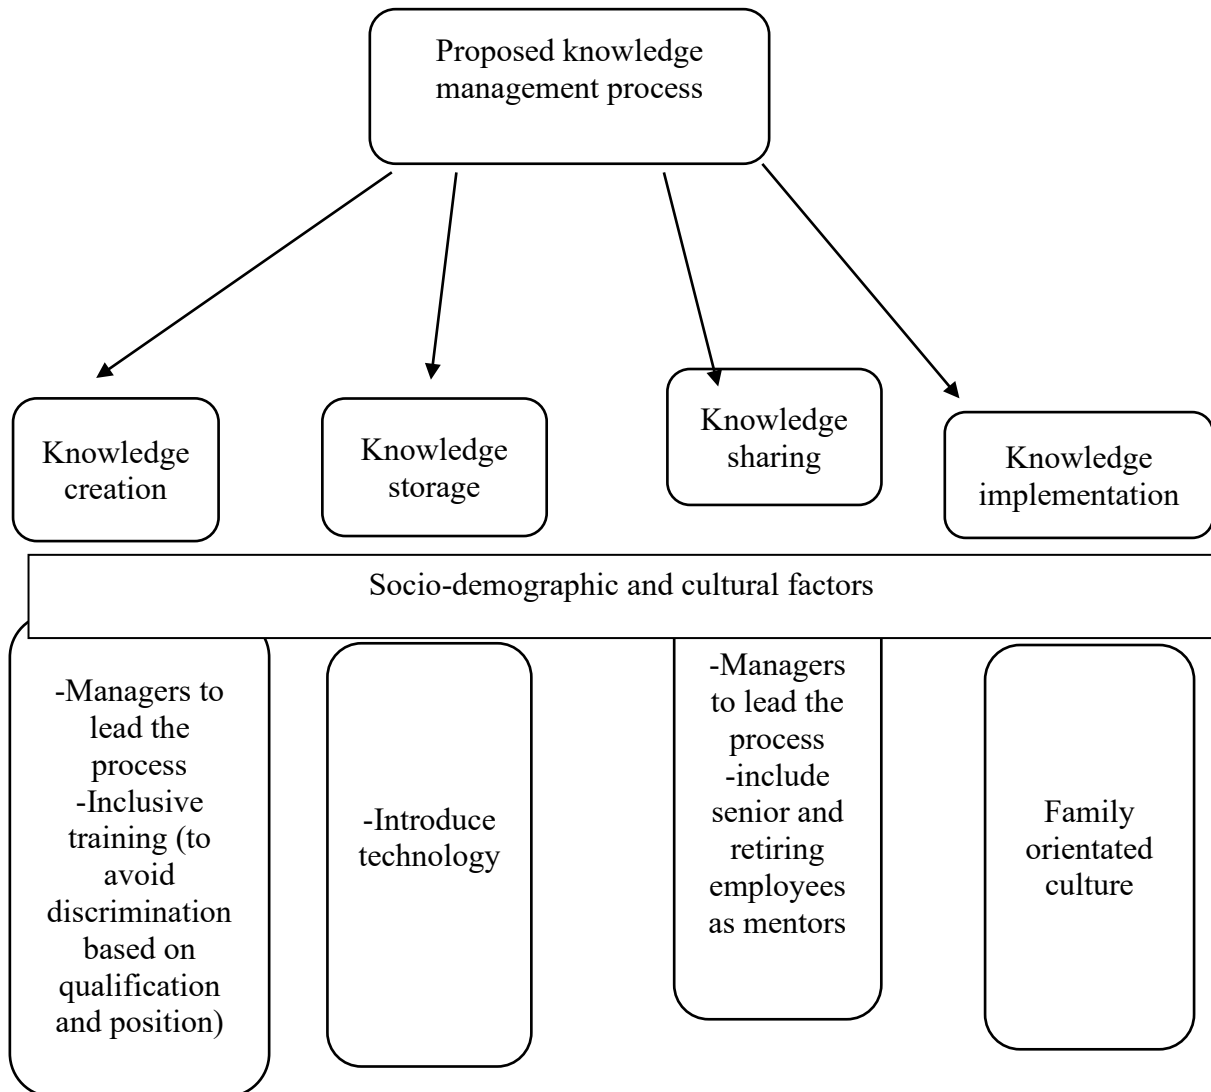 Proposed knowledge
management process
Knowledge
creation
Knowledge
storage
Knowledge
sharing
Knowledge
implementation
Socio-demographic and cultural factors
-Managers to
lead the
process
-Inclusive
training (to
avoid
discrimination
based on
qualification
and position)
-Introduce
technology
-Managers
to lead the
process
-include
senior and
retiring
employees
as mentors
Family
orientated
culture